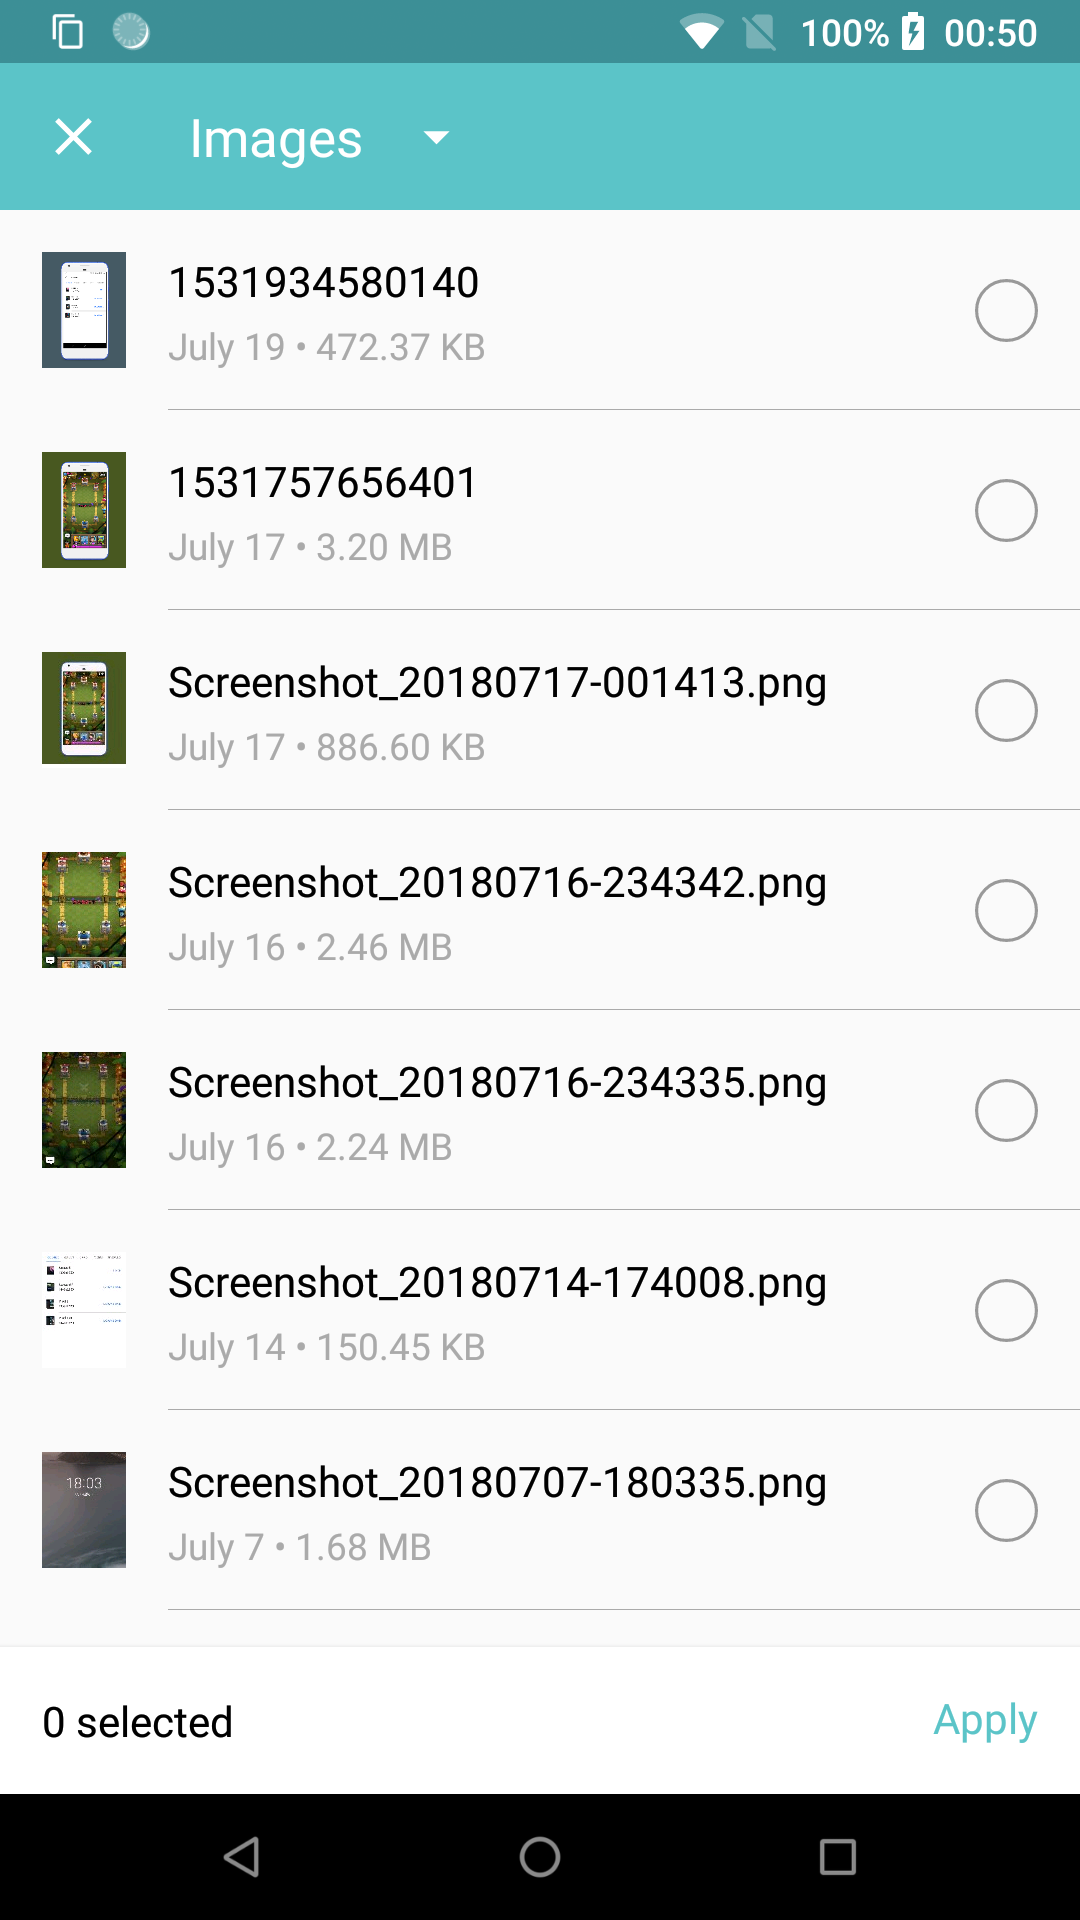 100% 00:50
Images
1531934580140
July 19 • 472.37 KB
1531757656401
July 17 • 3.20 MB
Screenshot_20180717-001413.png
July 17 • 886.60 KB
Screenshot_20180716-234342.png
July 16 • 2.46 MB
Screenshot_20180716-234335.png
July 16 • 2.24 MB
Screenshot_20180714-174008.png
July 14 • 150.45 KB
18:03
Screenshot_20180707-180335.png
July 7 • 1.68 MB
0 selected
Apply